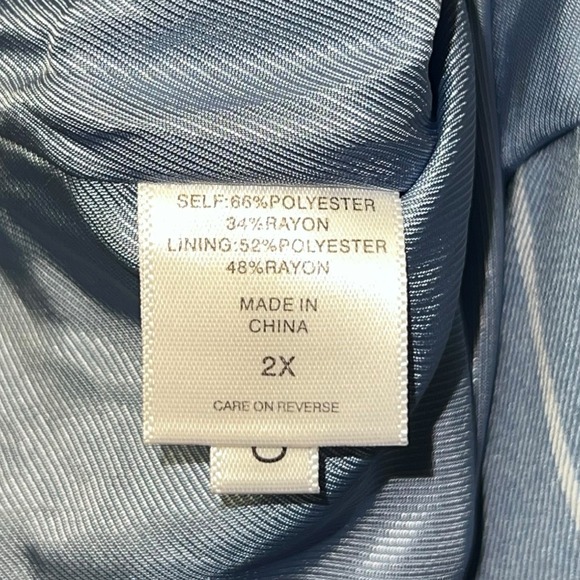 SELF:66%POLYESTER
34%RAYON
LINING:52%POLYESTER
48%RAYON
MADE IN
CHINA
2X
CARE ON REVERSE